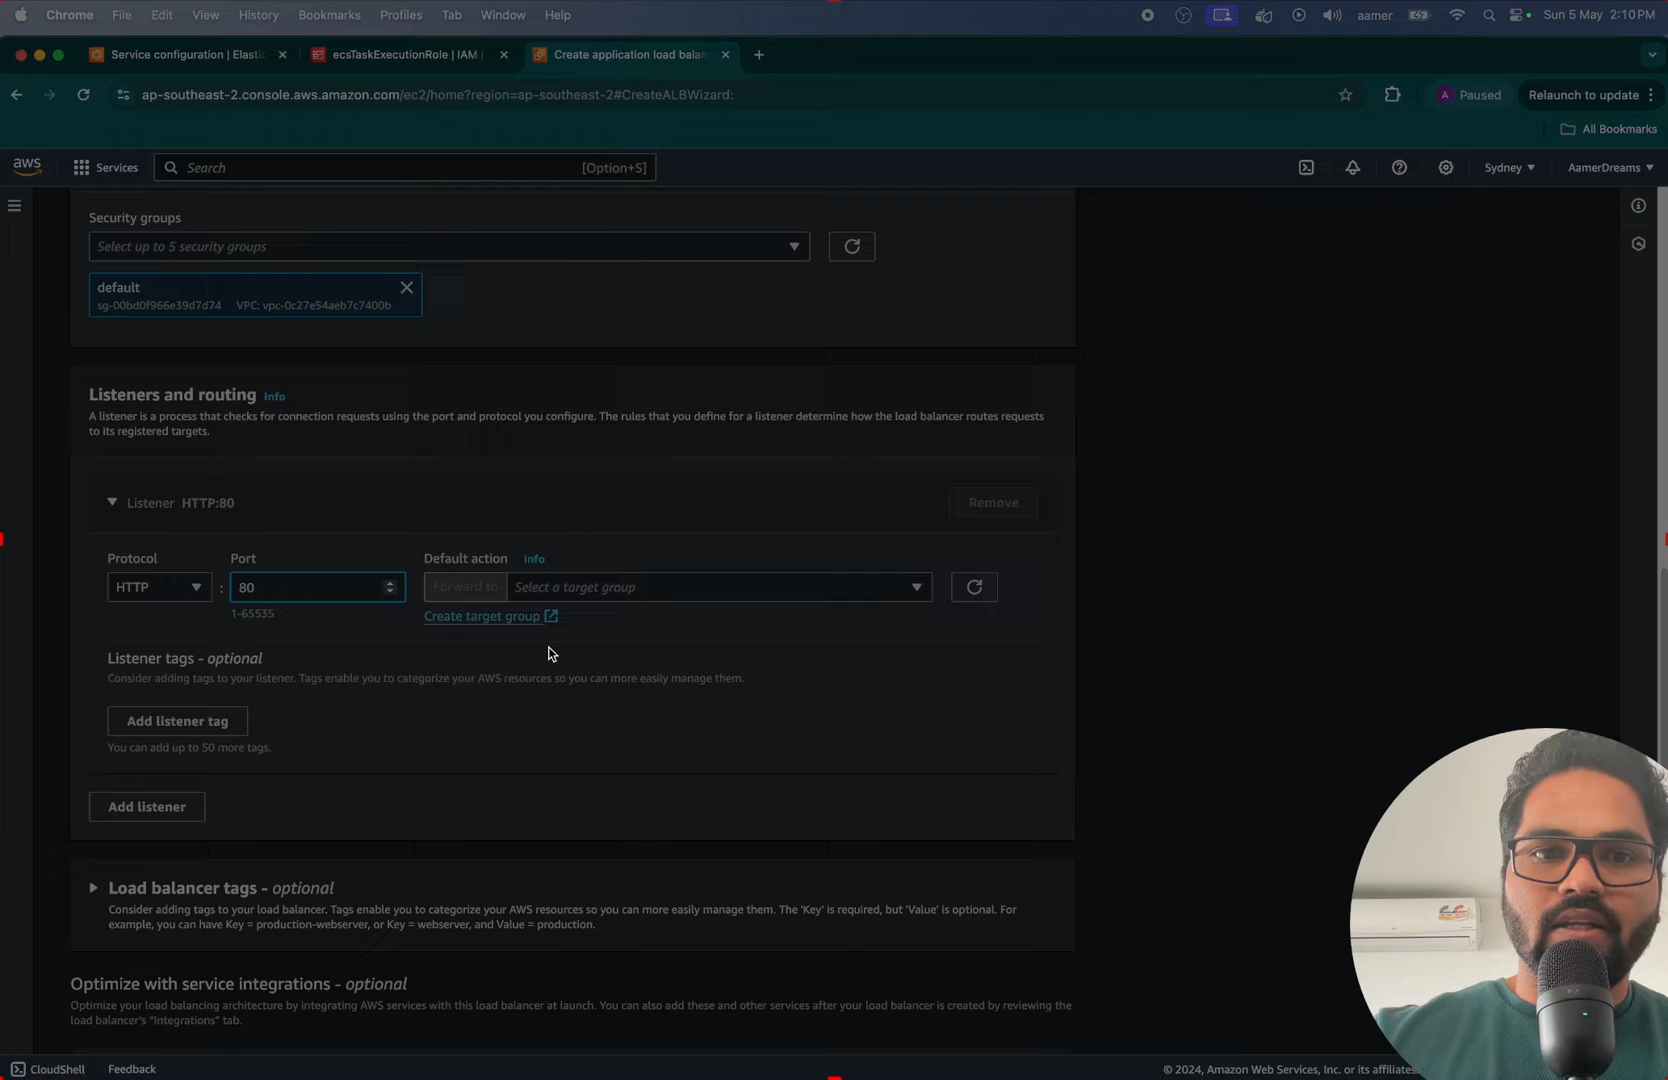 Chrome File Edit View History Bookmarks Profiles Tab Window Help aamer Sun 5 May 2:10 PM
Service configuration | Elastic ecsTaskExecutionRole | IAM | Create application load balan
ap-southeast-2.console.aws.amazon.com/ec2/home?region=ap-southeast-2#CreateALBWizard: A Paused Relaunch to update
All Bookmarks
aws Services Search [Option+S] Sydney AamerDreams
Security groups
Select up to 5 security groups
default
sg-00bd0f966e39d7d74 VPC: vpc-0c27e54aeb7c7400b
Listeners and routing Info
A listener is a process that checks for connection requests using the port and protocol you configure. The rules that you define for a listener determine how the load balancer routes requests
to its registered targets.
Listener HTTP:80 Remove
Protocol Port Default action Info
HTTP : 80 Forward to Select a target group
1-65535 Create target group
Listener tags - optional
Consider adding tags to your listener. Tags enable you to categorize your AWS resources so you can more easily manage them.
Add listener tag
You can add up to 50 more tags.
Add listener
Load balancer tags - optional
Consider adding tags to your load balancer. Tags enable you to categorize your AWS resources so you can more easily manage them. The 'Key' is required, but 'Value' is optional. For
example, you can have Key = production-webserver, or Key = webserver, and Value = production.
Optimize with service integrations - optional
Optimize your load balancing architecture by integrating AWS services with this load balancer at launch. You can also add these and other services after your load balancer is created by reviewing the
load balancer's "Integrations" tab.
CloudShell Feedback © 2024, Amazon Web Services, Inc. or its affiliates.